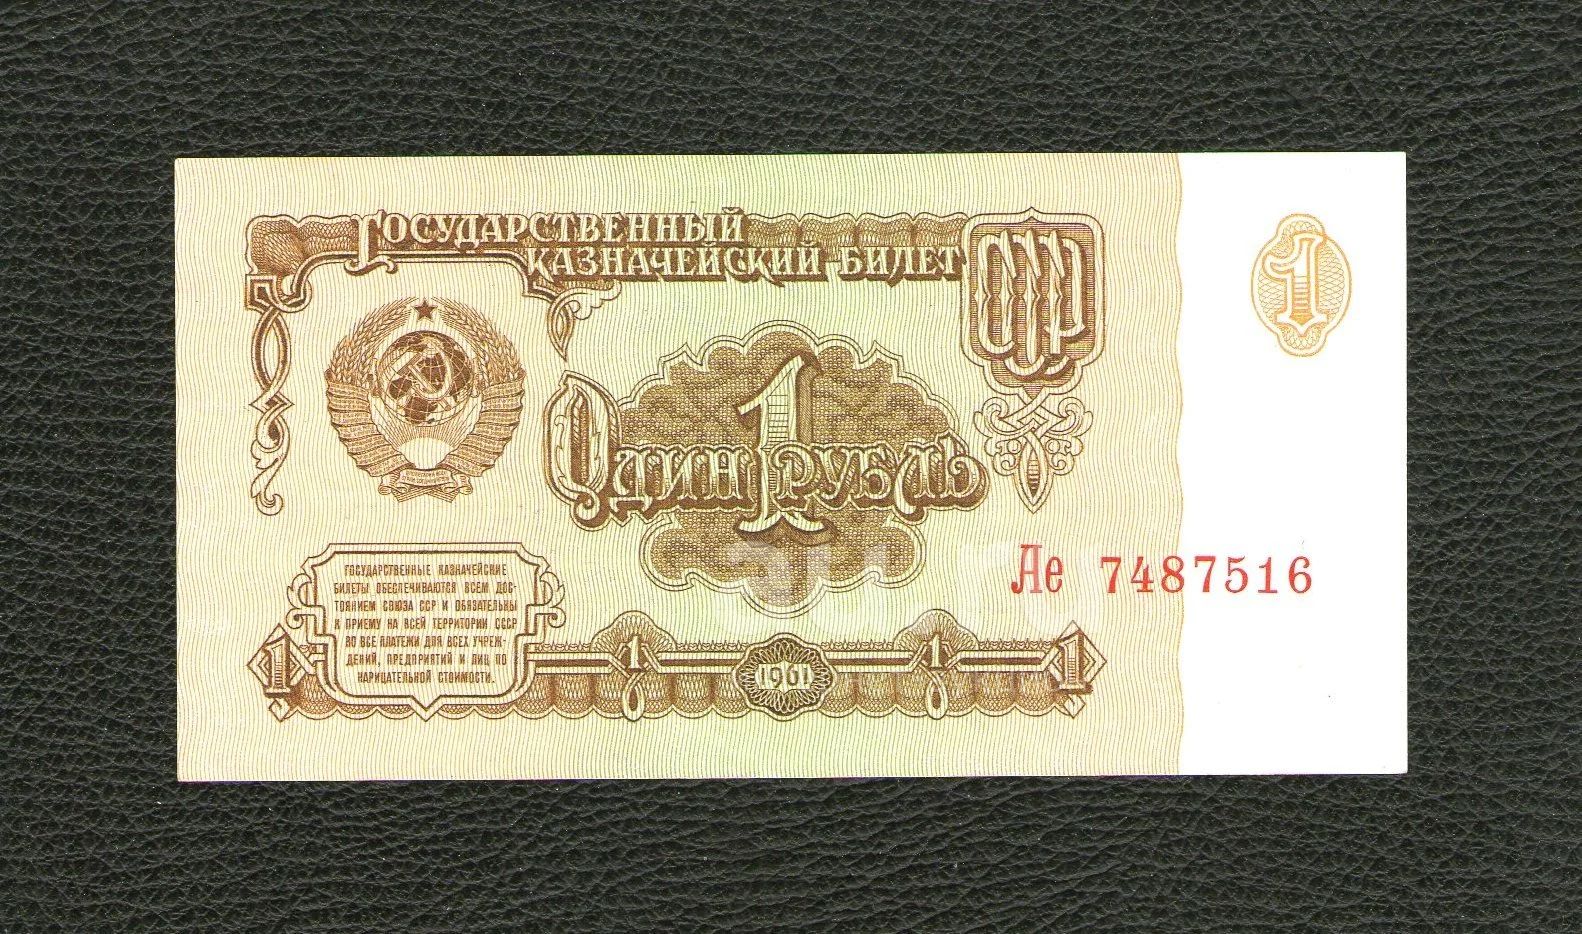 Государственный
казначейский билет
СССР
1
1
Один рубль
Ае 7487516
ГОСУДАРСТВЕННЫЕ КАЗНАЧЕЙСКИЕ
БИЛЕТЫ ОБЕСПЕЧИВАЮТСЯ ВСЕМ ДОС-
ТОЯНИЕМ СОЮЗА ССР И ОБЯЗАТЕЛЬНЫ
К ПРИЕМУ НА ВСЕЙ ТЕРРИТОРИИ СССР
ВО ВСЕ ПЛАТЕЖИ ДЛЯ ВСЕХ УЧРЕЖ-
ДЕНИЙ, ПРЕДПРИЯТИЙ И ЛИЦ ПО
НАРИЦАТЕЛЬНОЙ СТОИМОСТИ.
1 1 1961 1 1